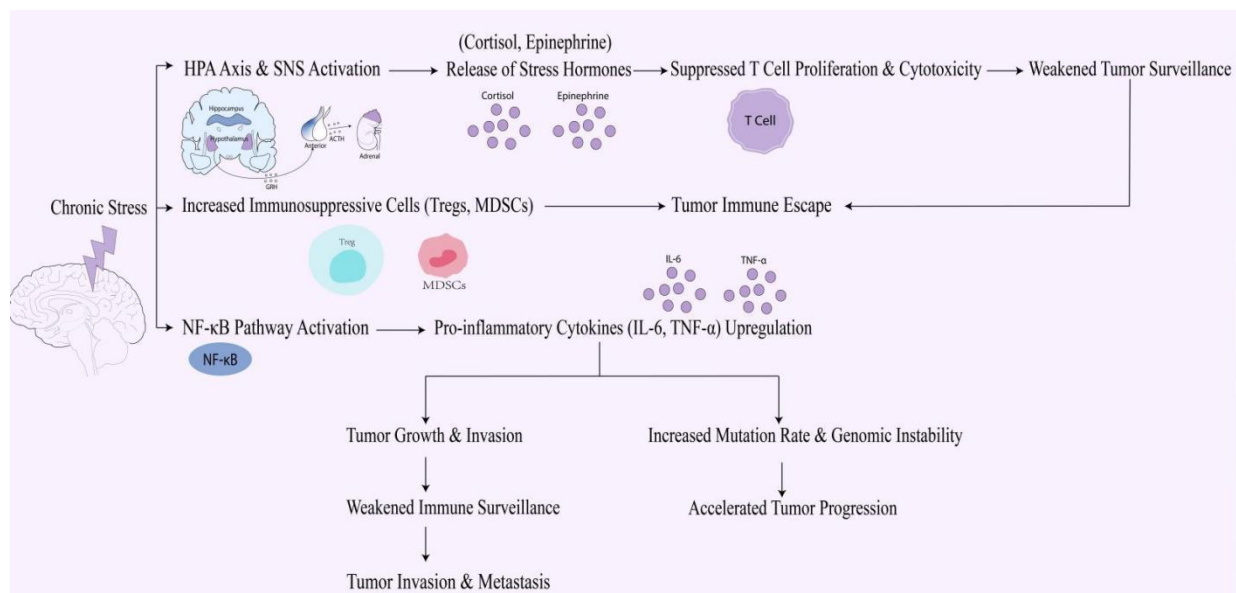 (Cortisol, Epinephrine)
HPA Axis & SNS Activation
Release of Stress Hormones
Suppressed T Cell Proliferation & Cytotoxicity
Weakened Tumor Surveillance
Cortisol
Epinephrine
Hippocampus
Hypothalamus
Anterior
ACTH
Adrenal
GRH
T Cell
Chronic Stress
Increased Immunosuppressive Cells (Tregs, MDSCs)
Tumor Immune Escape
Treg
MDSCs
IL-6
TNF-α
NF-κB Pathway Activation
Pro-inflammatory Cytokines (IL-6, TNF-α) Upregulation
NF-κB
Tumor Growth & Invasion
Increased Mutation Rate & Genomic Instability
Weakened Immune Surveillance
Accelerated Tumor Progression
Tumor Invasion & Metastasis